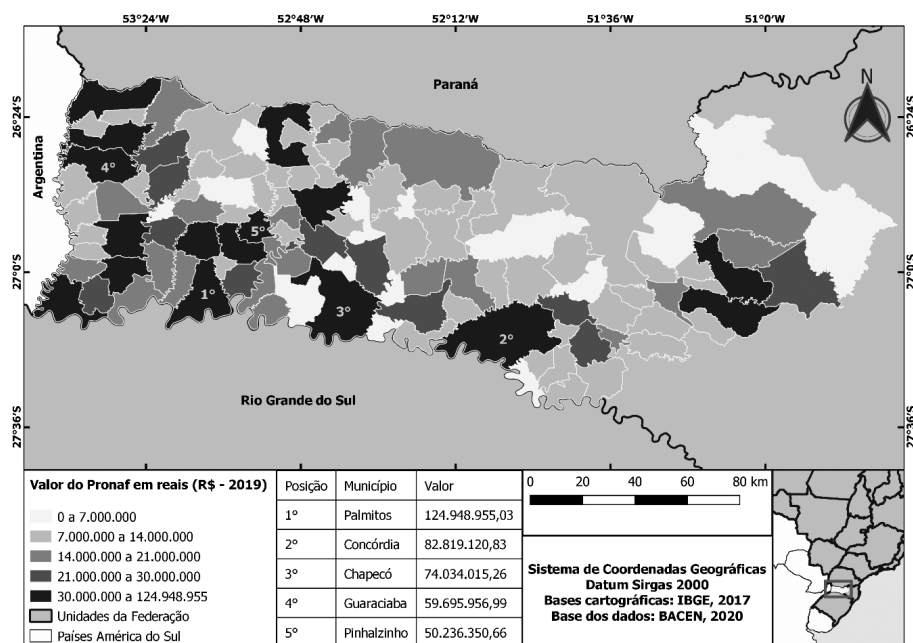 53°24'W 52°48'W 52°12'W 51°36'W 51°0'W
Paraná
N
26°24'S
26°24'S
Argentina
4°
5°
27°0'S
27°0'S
1°
3°
2°
Rio Grande do Sul
27°36'S
27°36'S
Valor do Pronaf em reais (R$ - 2019)
0 a 7.000.000
7.000.000 a 14.000.000
14.000.000 a 21.000.000
21.000.000 a 30.000.000
30.000.000 a 124.948.955
Unidades da Federação
Países América do Sul
Posição Município Valor
1° Palmitos 124.948.955,03
2° Concórdia 82.819.120,83
3° Chapecó 74.034.015,26
4° Guaraciaba 59.695.956,99
5° Pinhalzinho 50.236.350,66
0 20 40 60 80 km
Sistema de Coordenadas Geográficas
Datum Sirgas 2000
Bases cartográficas: IBGE, 2017
Base dos dados: BACEN, 2020